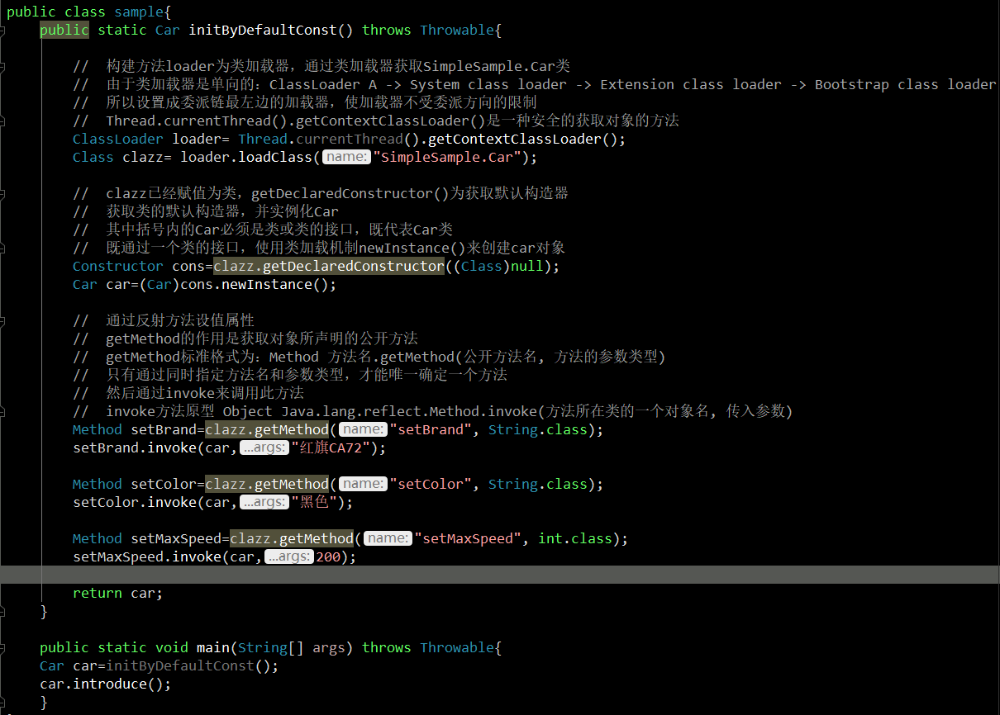 public class sample{
public static Car initByDefaultConst() throws Throwable{
// 构建方法loader为类加载器，通过类加载器获取SimpleSample.Car类
// 由于类加载器是单向的：ClassLoader A -> System class loader -> Extension class loader -> Bootstrap class loader
// 所以设置成委派链最左边的加载器，使加载器不受委派方向的限制
// Thread.currentThread().getContextClassLoader()是一种安全的获取对象的方法
ClassLoader loader= Thread.currentThread().getContextClassLoader();
Class clazz= loader.loadClass( name: "SimpleSample.Car");
// clazz已经赋值为类，getDeclaredConstructor()为获取默认构造器
// 获取类的默认构造器，并实例化Car
// 其中括号内的Car必须是类或类的接口，既代表Car类
// 既通过一个类的接口，使用类加载机制newInstance()来创建car对象
Constructor cons=clazz.getDeclaredConstructor((Class)null);
Car car=(Car)cons.newInstance();
// 通过反射方法设值属性
// getMethod的作用是获取对象所声明的公开方法
// getMethod标准格式为：Method 方法名.getMethod(公开方法名, 方法的参数类型)
// 只有通过同时指定方法名和参数类型，才能唯一确定一个方法
// 然后通过invoke来调用此方法
// invoke方法原型 Object Java.lang.reflect.Method.invoke(方法所在类的一个对象名, 传入参数)
Method setBrand=clazz.getMethod( name: "setBrand", String.class);
setBrand.invoke(car, ...args: "红旗CA72");
Method setColor=clazz.getMethod( name: "setColor", String.class);
setColor.invoke(car, ...args: "黑色");
Method setMaxSpeed=clazz.getMethod( name: "setMaxSpeed", int.class);
setMaxSpeed.invoke(car, ...args: 200);
return car;
}
public static void main(String[] args) throws Throwable{
Car car=initByDefaultConst();
car.introduce();
}